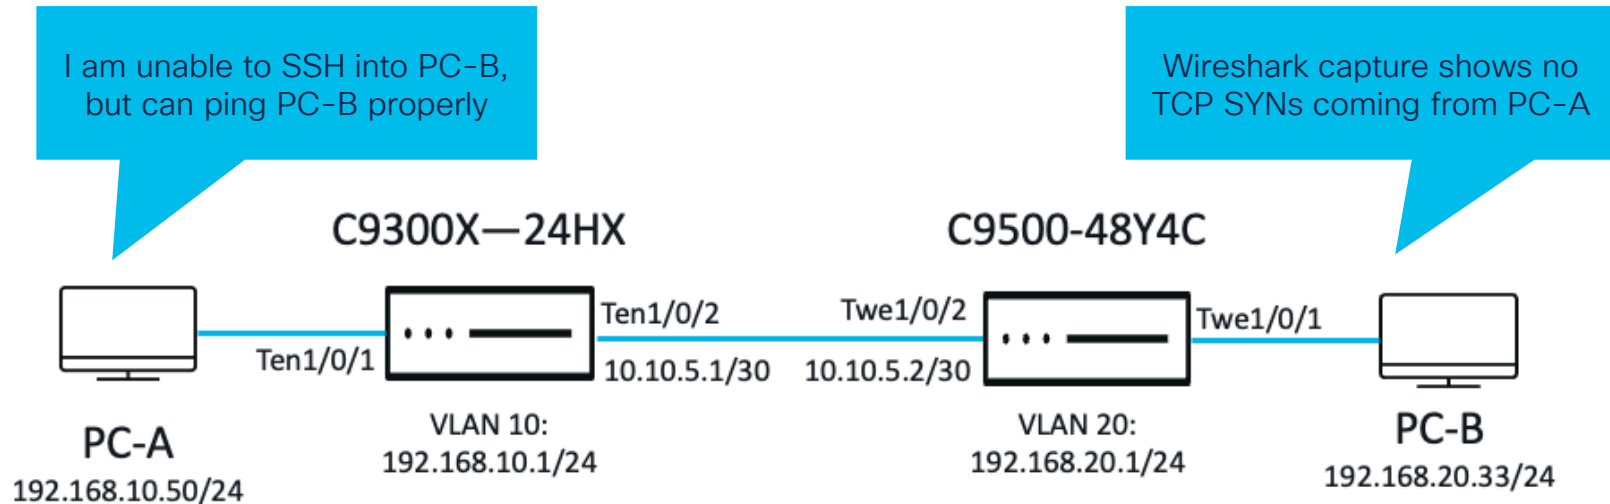 I am unable to SSH into PC-B,
but can ping PC-B properly
Wireshark capture shows no
TCP SYNs coming from PC-A
C9300X—24HX
C9500-48Y4C
Ten1/0/1
Ten1/0/2
10.10.5.1/30
Twe1/0/2
10.10.5.2/30
Twe1/0/1
PC-A
192.168.10.50/24
VLAN 10:
192.168.10.1/24
VLAN 20:
192.168.20.1/24
PC-B
192.168.20.33/24